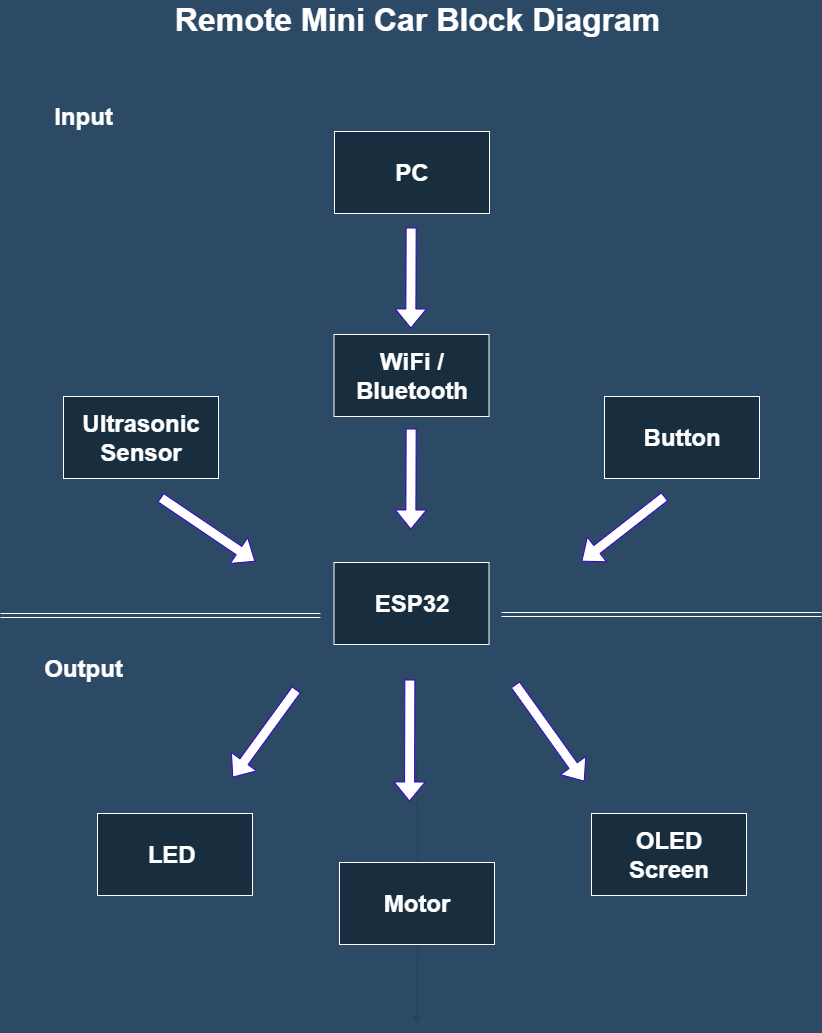 Remote Mini Car Block Diagram
Input
PC
WiFi /
Bluetooth
Ultrasonic
Sensor
Button
ESP32
Output
LED
Motor
OLED
Screen